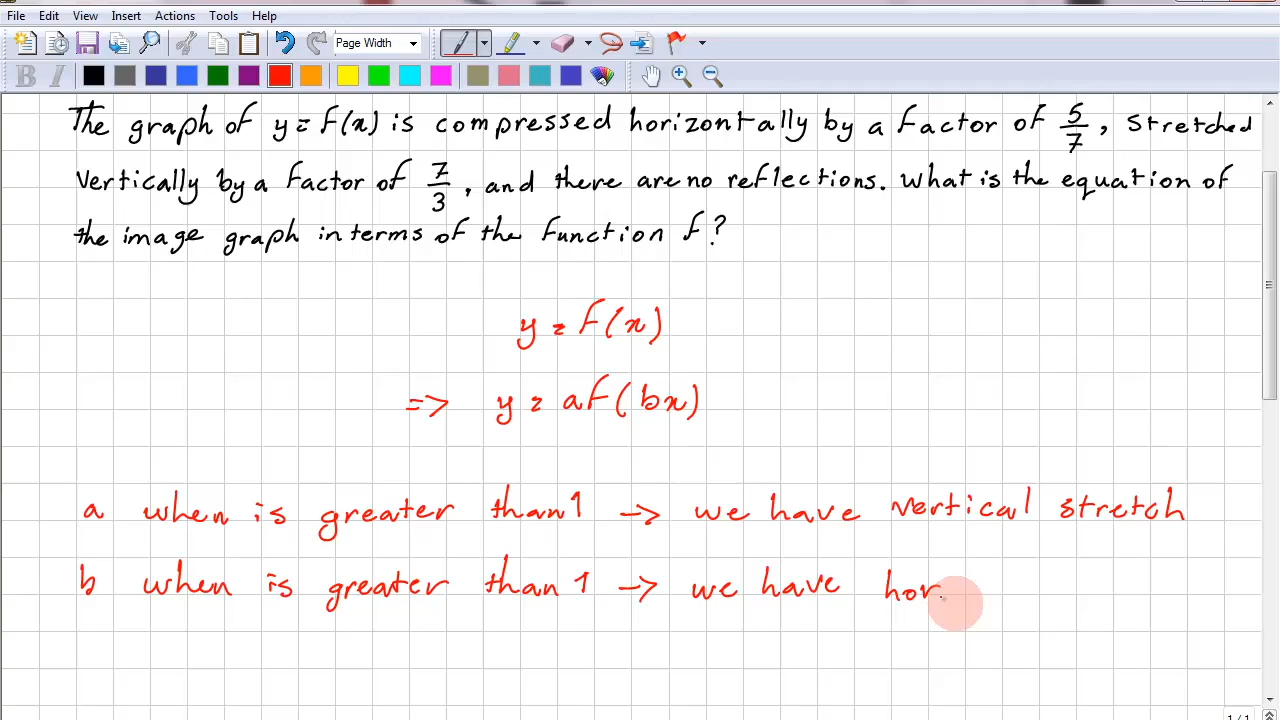 File Edit View Insert Actions Tools Help
Page Width
B I
The graph of y = f(x) is compressed horizontally by a factor of 5/7, stretched
vertically by a factor of 7/3, and there are no reflections. What is the equation of
the image graph in terms of the function f?
y = f(x)
=> y = af(bx)
a when is greater than 1 -> we have vertical stretch
b when is greater than 1 -> we have hor